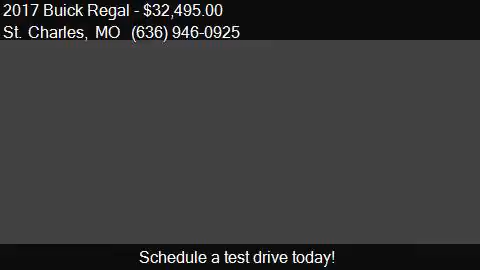 2017 Buick Regal - $32,495.00
St. Charles, MO (636) 946-0925
Schedule a test drive today!